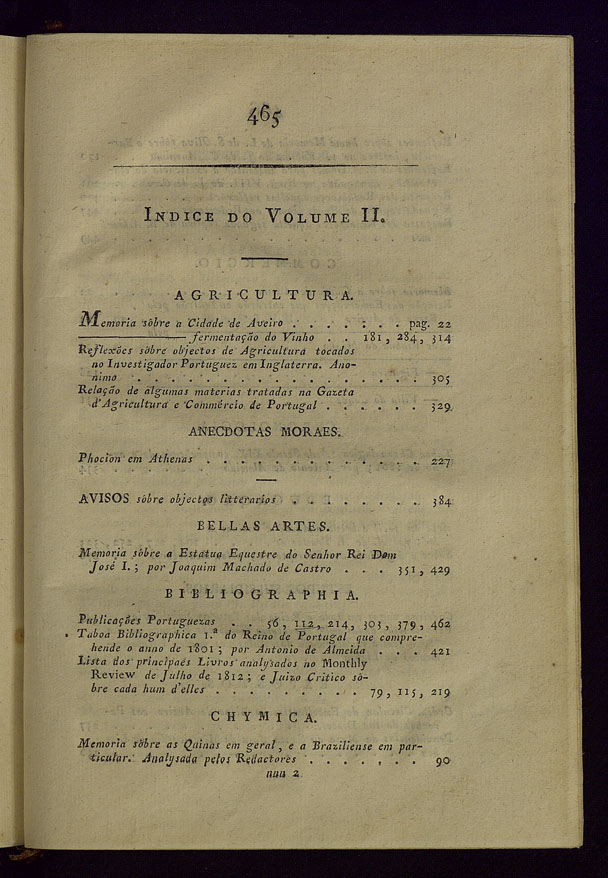 465
INDICE DO VOLUME II.
AGRICULTURA.
Memoria sôbre a Cidade de Aveiro . . . . . . . pag. 22
———— fermentação do Vinho . . 181, 284, 314
Reflexões sôbre objectos de Agricultura tocados
no Investigador Portuguez em Inglaterra. Ano-
nimo . . . . . . . . . . . . . . . . . 305
Relação de algumas materias tratadas na Gazeta
d'Agricultura e Commércio de Portugal . . . . . . 329
ANECDOTAS MORAES.
Phocion em Athenas . . . . . . . . . . . . . 227
AVISOS sôbre objectos litterarios . . . . . . . . 384
BELLAS ARTES.
Memoria sôbre a Estatua Equestre do Senhor Rei Dom
José I.; por Joaquim Machado de Castro . . . 351, 429
BIBLIOGRAPHIA.
Publicações Portuguezas . . 56, 112, 214, 303, 379, 462
Taboa Bibliographica 1.ª do Reino de Portugal que compre-
hende o anno de 1801; por Antonio de Almeida . . . 421
Lista dos principaés Livros analysados no Monthly
Review de Julho de 1812; e Juizo Critico sô-
bre cada hum d'elles . . . . . . . . . 79, 115, 219
CHYMICA.
Memoria sôbre as Quinas em geral, e a Braziliense em par-
ticular. Analysada pelos Redactores . . . . . . 90
nnn 2